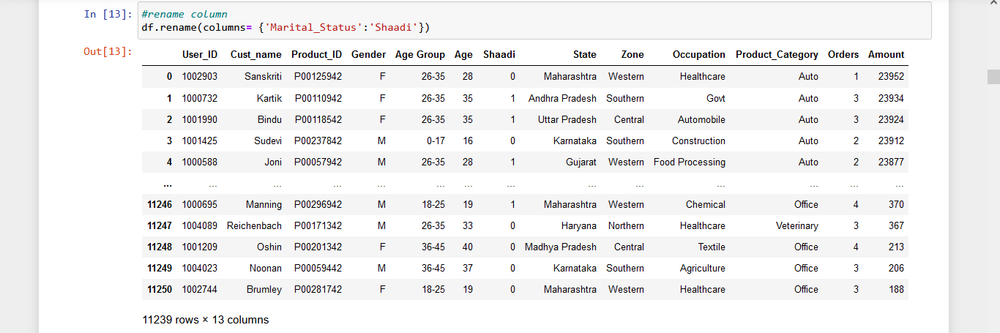 In [13]: #rename column
df.rename(columns= {'Marital_Status':'Shaadi'})
Out[13]:
User_ID Cust_name Product_ID Gender Age Group Age Shaadi State Zone Occupation Product_Category Orders Amount
0 1002903 Sanskriti P00125942 F 26-35 28 0 Maharashtra Western Healthcare Auto 1 23952
1 1000732 Kartik P00110942 F 26-35 35 1 Andhra Pradesh Southern Govt Auto 3 23934
2 1001990 Bindu P00118542 F 26-35 35 1 Uttar Pradesh Central Automobile Auto 3 23924
3 1001425 Sudevi P00237842 M 0-17 16 0 Karnataka Southern Construction Auto 2 23912
4 1000588 Joni P00057942 M 26-35 28 1 Gujarat Western Food Processing Auto 2 23877
... ... ... ... ... ... ... ... ... ... ... ... ... ...
11246 1000695 Manning P00296942 M 18-25 19 1 Maharashtra Western Chemical Office 4 370
11247 1004089 Reichenbach P00171342 M 26-35 33 0 Haryana Northern Healthcare Veterinary 3 367
11248 1001209 Oshin P00201342 F 36-45 40 0 Madhya Pradesh Central Textile Office 4 213
11249 1004023 Noonan P00059442 M 36-45 37 0 Karnataka Southern Agriculture Office 3 206
11250 1002744 Brumley P00281742 F 18-25 19 0 Maharashtra Western Healthcare Office 3 188
11239 rows × 13 columns